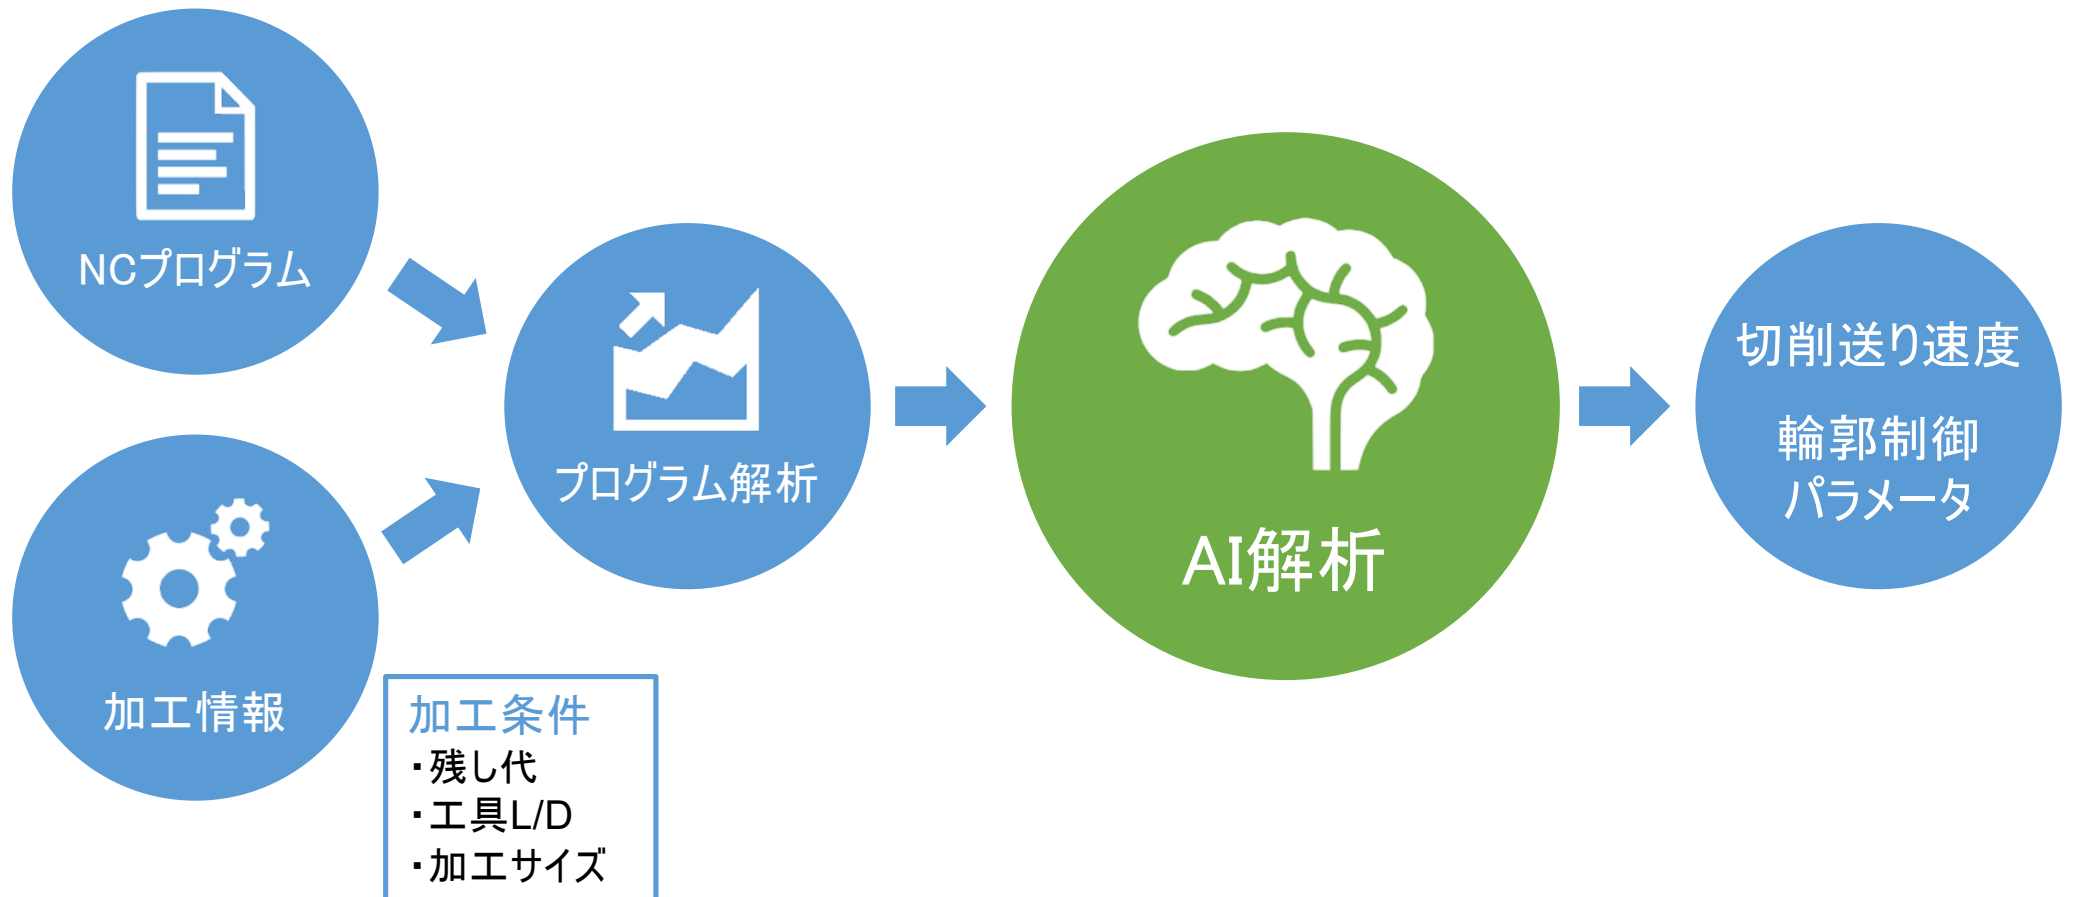 NCプログラム
加工情報
加工条件
・残し代
・工具L/D
・加工サイズ
プログラム解析
AI解析
切削送り速度
輪郭制御
パラメータ